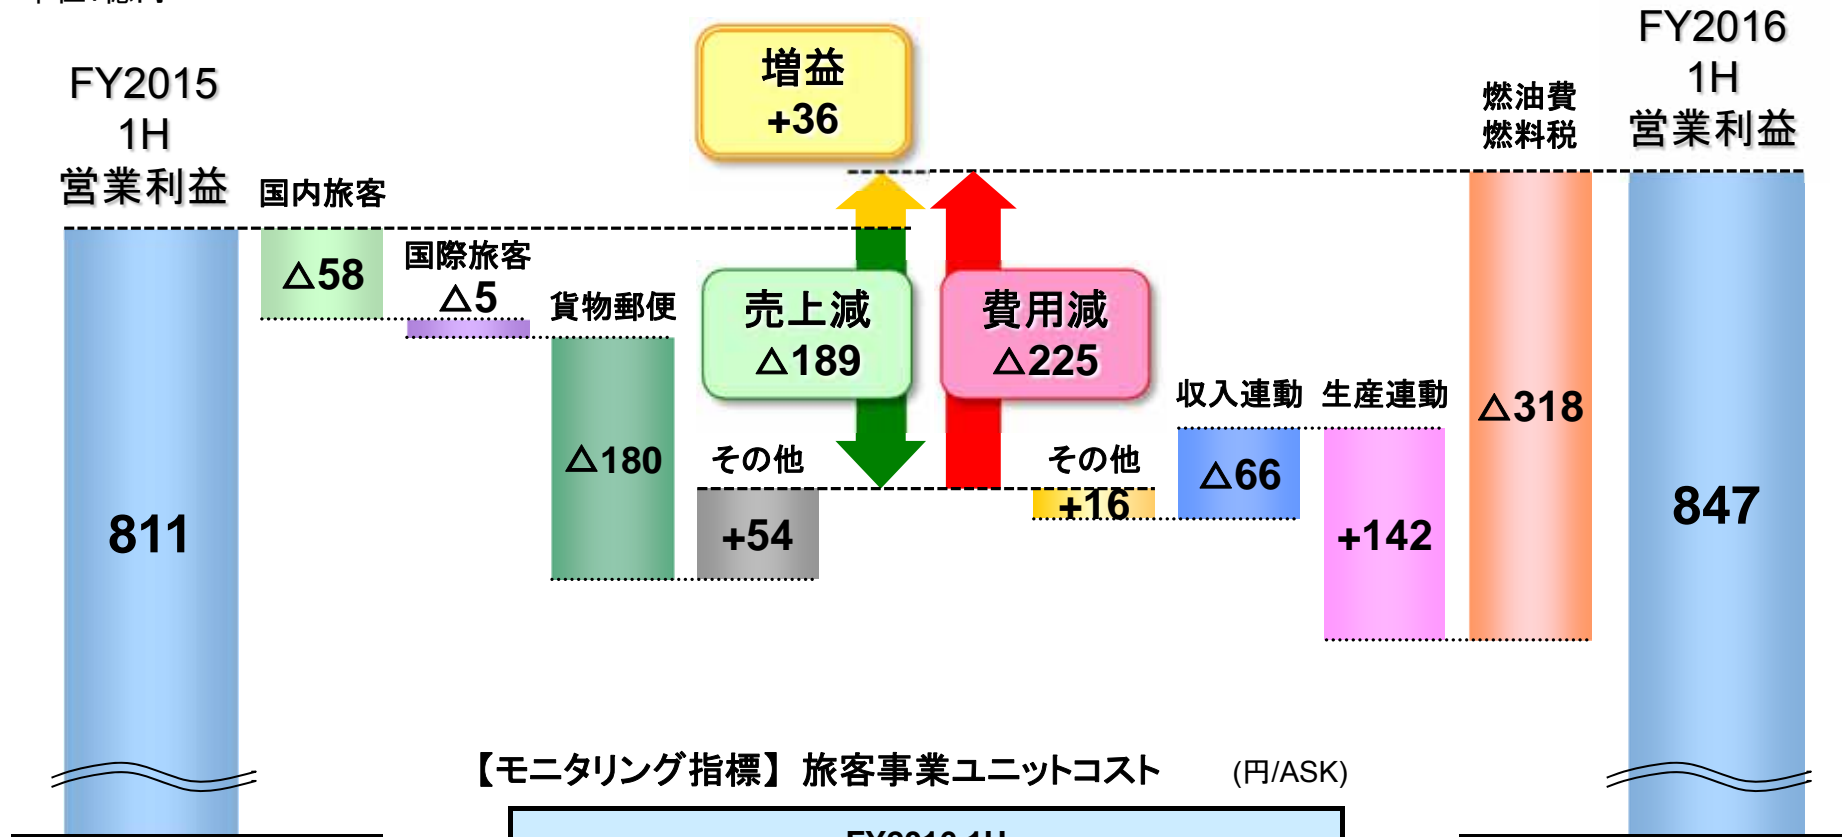 FY2015
1H
営業利益
国内旅客
△58
国際旅客
△5
貨物郵便
△180
その他
+54
増益
+36
売上減
△189
費用減
△225
その他
+16
収入連動
△66
生産連動
+142
燃油費
燃料税
△318
FY2016
1H
営業利益
811
847
【モニタリング指標】 旅客事業ユニットコスト (円/ASK)